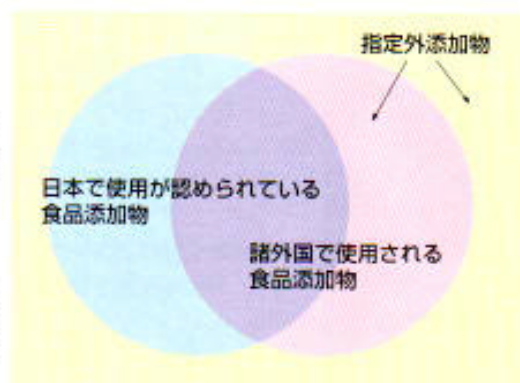 指定外添加物
日本で使用が認められている
食品添加物
諸外国で使用される
食品添加物